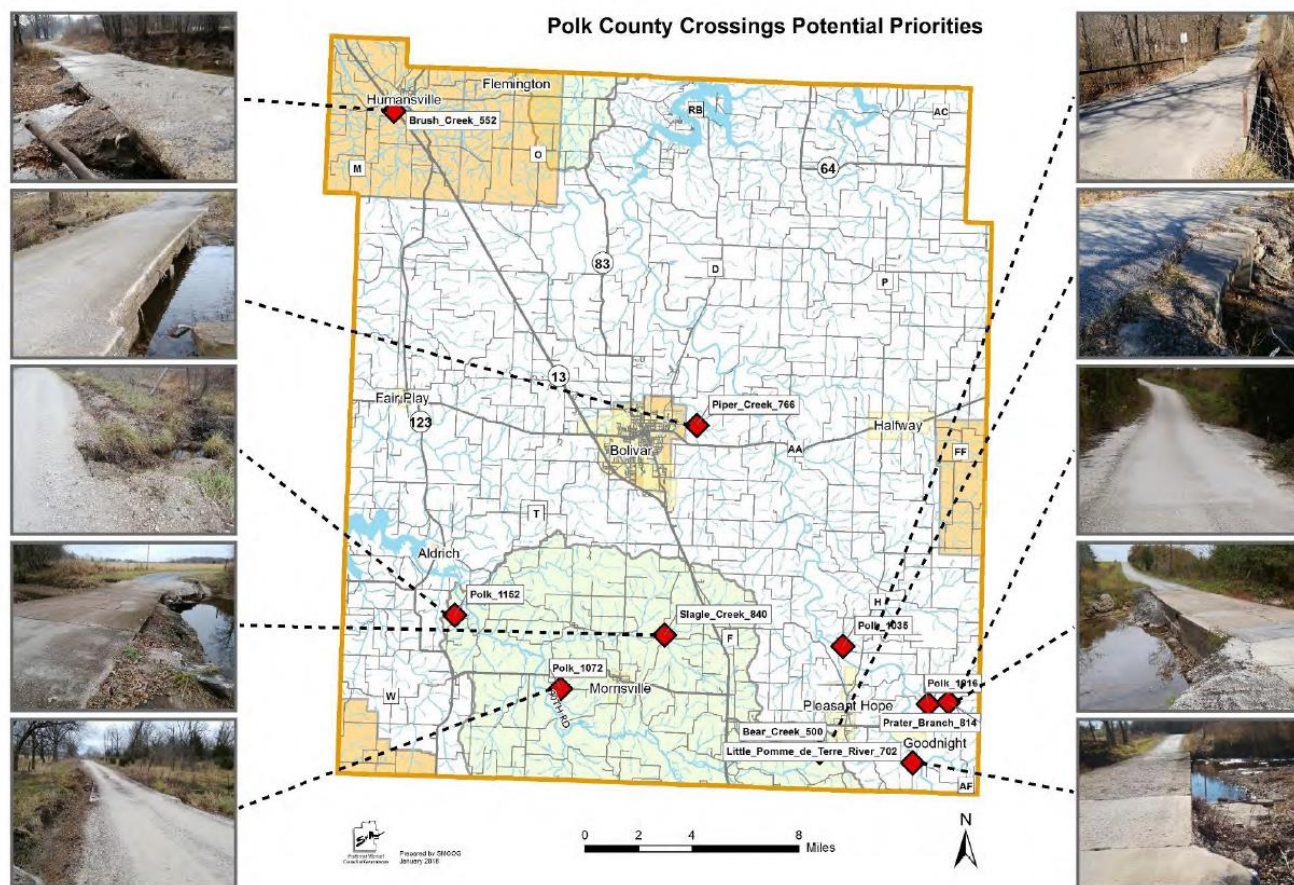 Polk County Crossings Potential Priorities
Flemington
Humansville
Brush_Creek_552
RB
AC
M
O
64
83
D
P
13
Piper_Creek_766
Fair Play
123
Halfway
Bolivar
AA
FF
T
Aldrich
Polk_1152
Slagle_Creek_840
H
F
Polk_1035
Polk_1072
Morrisville
W
Polk_1016
Pleasant Hope
Prater_Branch_814
Bear_Creek_500
Goodnight
Little_Pomme_de_Terre_River_702
AF
N
Prepared by SMCOG
0 2 4 8
Miles